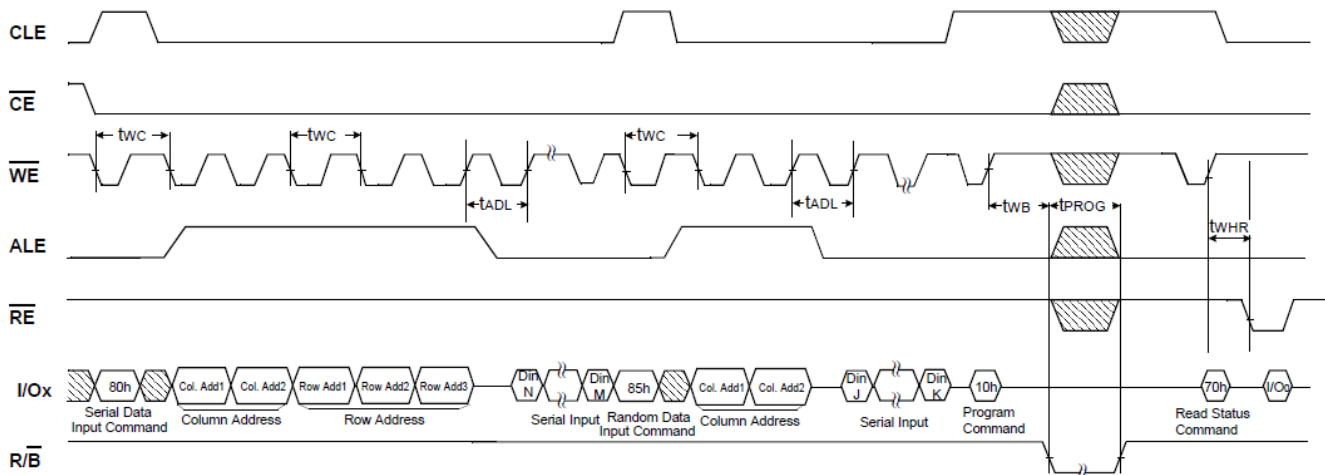 CLE
CE
tWC
tWC
tWC
WE
tADL
tADL
tWB
tPROG
tWHR
ALE
RE
I/Ox
80h
Col. Add1
Col. Add2
Row Add1
Row Add2
Row Add3
Din
N
Din
M
85h
Col. Add1
Col. Add2
Din
J
Din
K
10h
70h
I/Oo
Serial Data
Input Command
Column Address
Row Address
Serial Input
Random Data
Input Command
Column Address
Serial Input
Program
Command
Read Status
Command
R/B